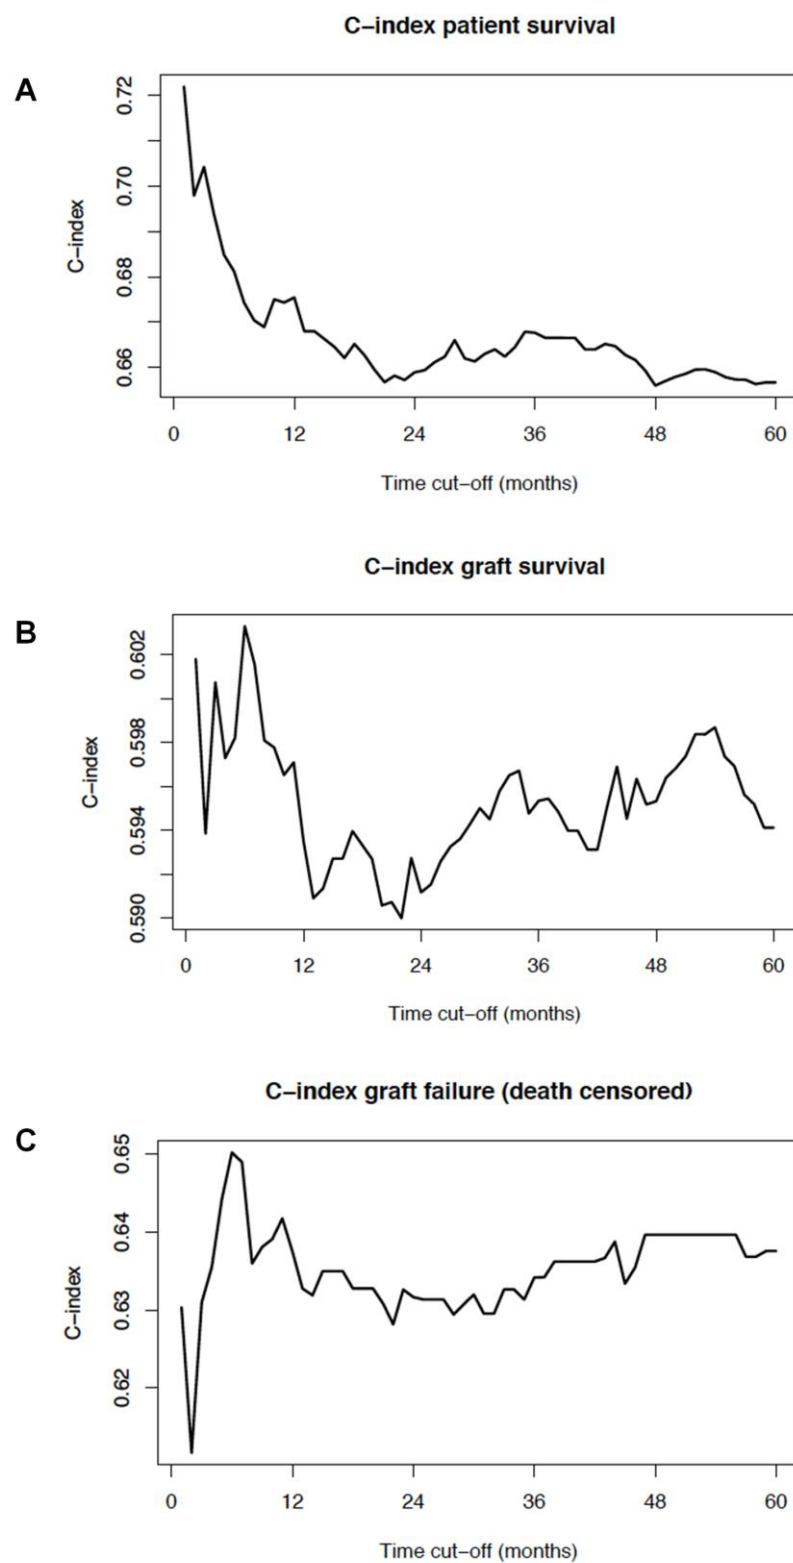 C−index patient survival
A
0.72
0.70
0.68
0.66
C−index
0 12 24 36 48 60
Time cut−off (months)
C−index graft survival
B
0.602
0.598
0.594
0.590
C−index
0 12 24 36 48 60
Time cut−off (months)
C−index graft failure (death censored)
C
0.65
0.64
0.63
0.62
C−index
0 12 24 36 48 60
Time cut−off (months)